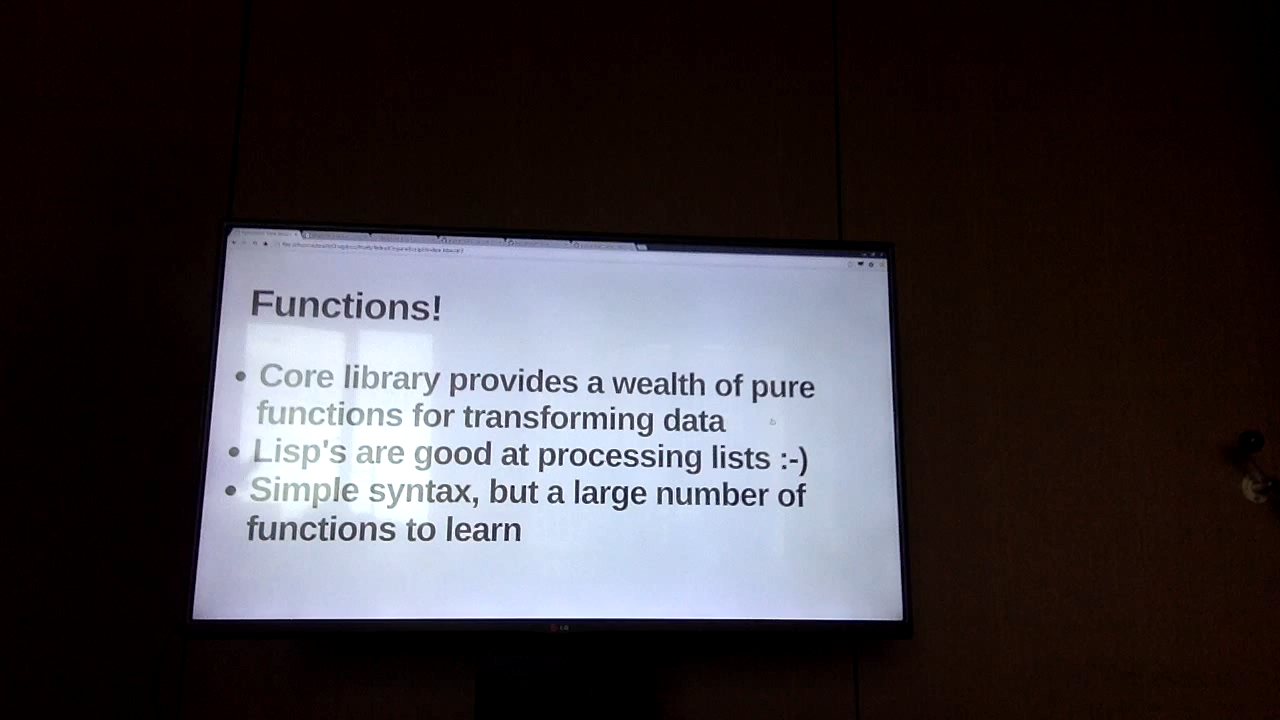 Functions!
• Core library provides a wealth of pure
functions for transforming data
• Lisp's are good at processing lists :-)
• Simple syntax, but a large number of
functions to learn
LG